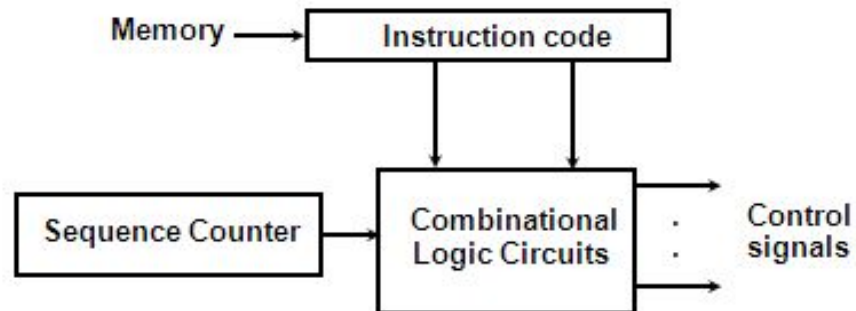 Memory
Instruction code
Sequence Counter
Combinational
Logic Circuits
Control
signals